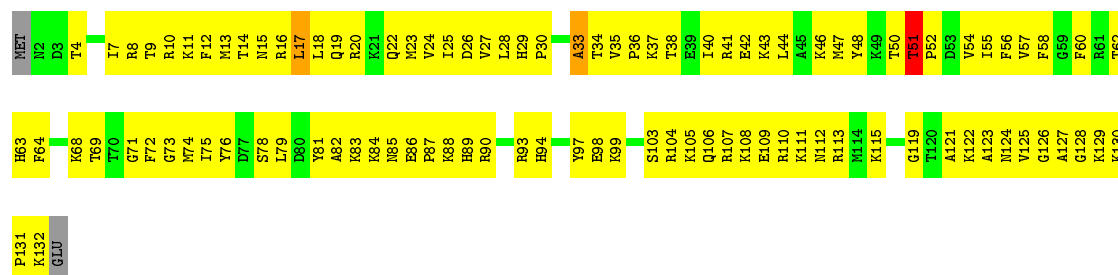 MET N2 D3 T4 I7 R8 T9 R10 K11 F12 M13 T14 N15 R16 L17 L18 Q19 R20 K21 Q22 M23 V24 I25 D26 V27 L28 H29 P30 A33 T34 V35 P36 K37 T38 E39 I40 R41 E42 K43 L44 A45 K46 M47 Y48 K49 T50 T51 P52 D53 V54 I55 F56 V57 F58 G59 F60 R61 T62
H63 F64 K68 T69 T70 G71 F72 G73 M74 I75 Y76 D77 S78 L79 D80 Y81 A82 K83 K84 N85 E86 P87 K88 H89 R90 R93 H94 Y97 E98 K99 S103 R104 K105 Q106 R107 K108 E109 R110 K111 N112 R113 M114 K115 G119 T120 A121 K122 A123 N124 V125 G126 A127 G128 K129 K130
P131 K132 GLU